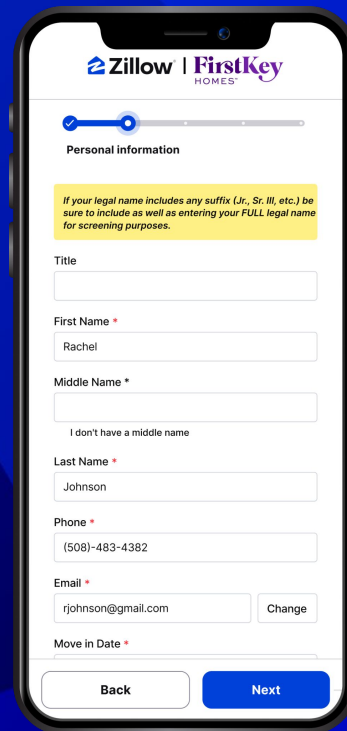 Zillow | FirstKey
HOMES
Personal information
If your legal name includes any suffix (Jr., Sr. III, etc.) be
sure to include as well as entering your FULL legal name
for screening purposes.
Title
First Name *
Rachel
Middle Name *
I don't have a middle name
Last Name *
Johnson
Phone *
(508)-483-4382
Email *
rjohnson@gmail.com Change
Move in Date *
Back Next